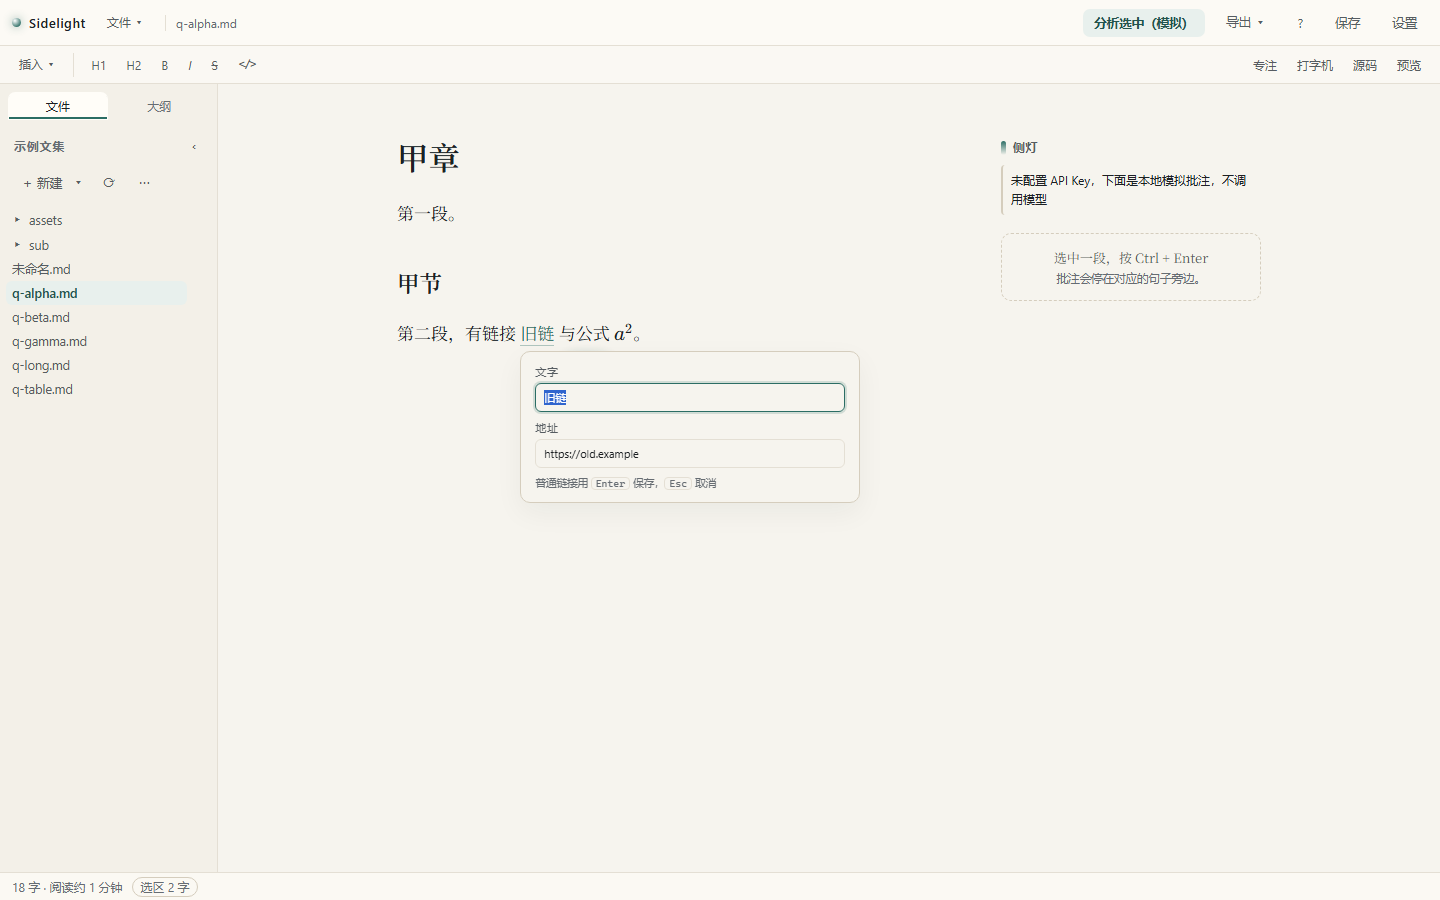 Sidelight 文件 q-alpha.md 分析选中（模拟） 导出 ? 保存 设置
插入 H1 H2 B I S </> 专注 打字机 源码 预览
文件 大纲
示例文集
+ 新建 ...
assets
sub
未命名.md
q-alpha.md
q-beta.md
q-gamma.md
q-long.md
q-table.md
甲章
第一段。
甲节
第二段，有链接 旧链 与公式 a²。
文字
旧链
地址
https://old.example
普通链接用 Enter 保存，Esc 取消
侧灯
未配置 API Key，下面是本地模拟批注，不调
用模型
选中一段，按 Ctrl + Enter
批注会停在对应的句子旁边。
18 字 · 阅读约 1 分钟 选区 2 字